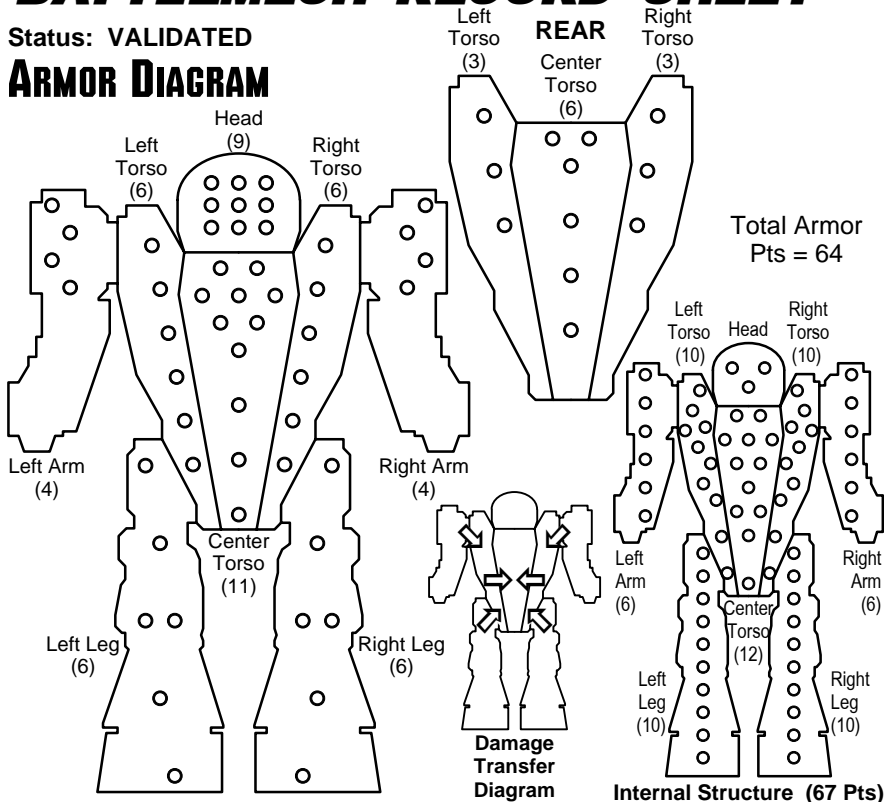 BATTLEMECH RECORD SHEET
Status: VALIDATED
ARMOR DIAGRAM
REAR
Left
Torso
(3)
Center
Torso
(6)
Right
Torso
(3)
Head
(9)
Left
Torso
(6)
Right
Torso
(6)
Total Armor
Pts = 64
Left Arm
(4)
Right Arm
(4)
Center
Torso
(11)
Left Leg
(6)
Right Leg
(6)
Damage
Transfer
Diagram
Left
Torso
(10)
Head
Right
Torso
(10)
Left
Arm
(6)
Right
Arm
(6)
Center
Torso
(12)
Left
Leg
(10)
Right
Leg
(10)
Internal Structure (67 Pts)